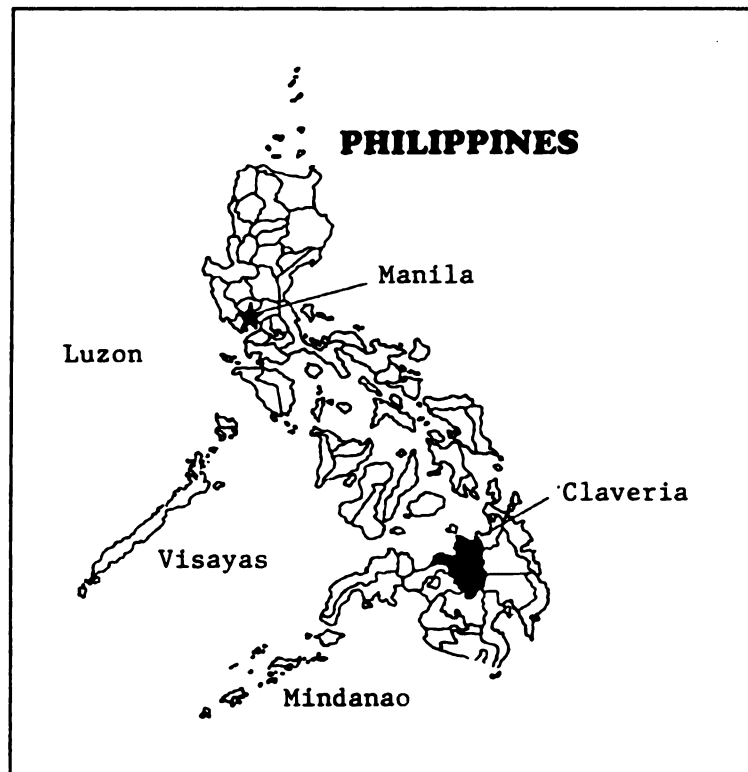 PHILIPPINES
Manila
Luzon
Claveria
Visayas
Mindanao